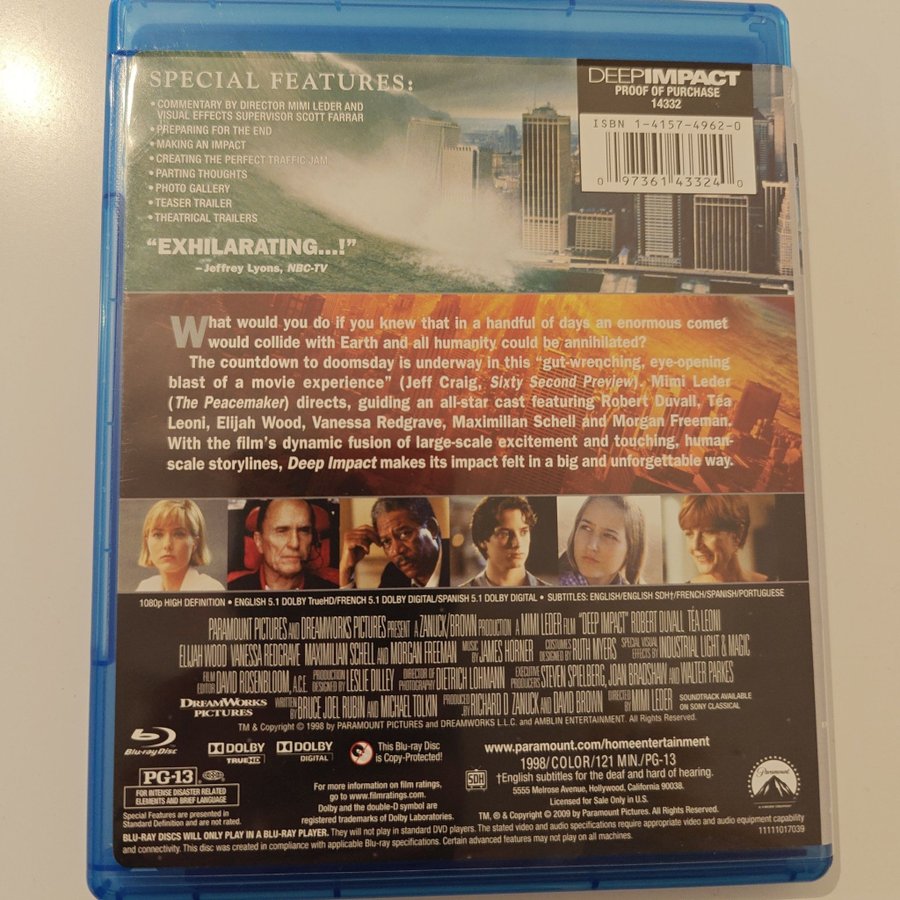 SPECIAL FEATURES:
• COMMENTARY BY DIRECTOR MIMI LEDER AND
VISUAL EFFECTS SUPERVISOR SCOTT FARRAR
• PREPARING FOR THE END
• MAKING AN IMPACT
• CREATING THE PERFECT TRAFFIC JAM
• PARTING THOUGHTS
• PHOTO GALLERY
• TEASER TRAILER
• THEATRICAL TRAILERS
DEEP IMPACT
PROOF OF PURCHASE
14332
ISBN 1-4157-4962-0
0 97361 43324 0
“EXHILARATING...!”
– Jeffrey Lyons, NBC-TV
What would you do if you knew that in a handful of days an enormous comet
would collide with Earth and all humanity could be annihilated?
The countdown to doomsday is underway in this “gut-wrenching, eye-opening
blast of a movie experience” (Jeff Craig, Sixty Second Preview). Mimi Leder
(The Peacemaker) directs, guiding an all-star cast featuring Robert Duvall, Téa
Leoni, Elijah Wood, Vanessa Redgrave, Maximilian Schell and Morgan Freeman.
With the film’s dynamic fusion of large-scale excitement and touching, human-
scale storylines, Deep Impact makes its impact felt in a big and unforgettable way.
1080p HIGH DEFINITION • ENGLISH 5.1 DOLBY TrueHD/FRENCH 5.1 DOLBY DIGITAL/SPANISH 5.1 DOLBY DIGITAL • SUBTITLES: ENGLISH/ENGLISH SDH†/FRENCH/SPANISH/PORTUGUESE
PARAMOUNT PICTURES AND DREAMWORKS PICTURES PRESENT A ZANUCK/BROWN PRODUCTION A MIMI LEDER FILM "DEEP IMPACT" ROBERT DUVALL TÉA LEONI
ELIJAH WOOD VANESSA REDGRAVE MAXIMILIAN SCHELL AND MORGAN FREEMAN MUSIC BY JAMES HORNER COSTUMES DESIGNED BY RUTH MYERS SPECIAL VISUAL EFFECTS BY INDUSTRIAL LIGHT & MAGIC
FILM EDITOR DAVID ROSENBLOOM, A.C.E. PRODUCTION DESIGNED BY LESLIE DILLEY DIRECTOR OF PHOTOGRAPHY DIETRICH LOHMANN EXECUTIVE PRODUCERS STEVEN SPIELBERG, JOAN BRADSHAW AND WALTER PARKES
DREAMWORKS PICTURES WRITTEN BY BRUCE JOEL RUBIN AND MICHAEL TOLKIN PRODUCED BY RICHARD D. ZANUCK AND DAVID BROWN DIRECTED BY MIMI LEDER SOUNDTRACK AVAILABLE ON SONY CLASSICAL
TM & Copyright © 1998 by PARAMOUNT PICTURES and DREAMWORKS L.L.C. and AMBLIN ENTERTAINMENT. All Rights Reserved.
Blu-ray Disc
DOLBY TRUEHD
DOLBY DIGITAL
This Blu-ray Disc
is Copy-Protected!
www.paramount.com/homeentertainment
1998/COLOR/121 MIN./PG-13
†English subtitles for the deaf and hard of hearing.
5555 Melrose Avenue, Hollywood, California 90038.
Licensed for Sale Only in U.S.
SDH
Paramount
PG-13
FOR INTENSE DISASTER RELATED
ELEMENTS AND BRIEF LANGUAGE
For more information on film ratings,
go to www.filmratings.com.
Dolby and the double-D symbol are
registered trademarks of Dolby Laboratories.
Special Features are presented in
Standard Definition and are not rated.
TM, ® & Copyright © 2009 by Paramount Pictures. All Rights Reserved.
BLU-RAY DISCS WILL ONLY PLAY IN A BLU-RAY PLAYER. They will not play in standard DVD players. The stated video and audio specifications require appropriate video and audio equipment capability
and connectivity. This disc was created in compliance with applicable Blu-ray specifications. Certain advanced features may not play on all machines.
11111017039